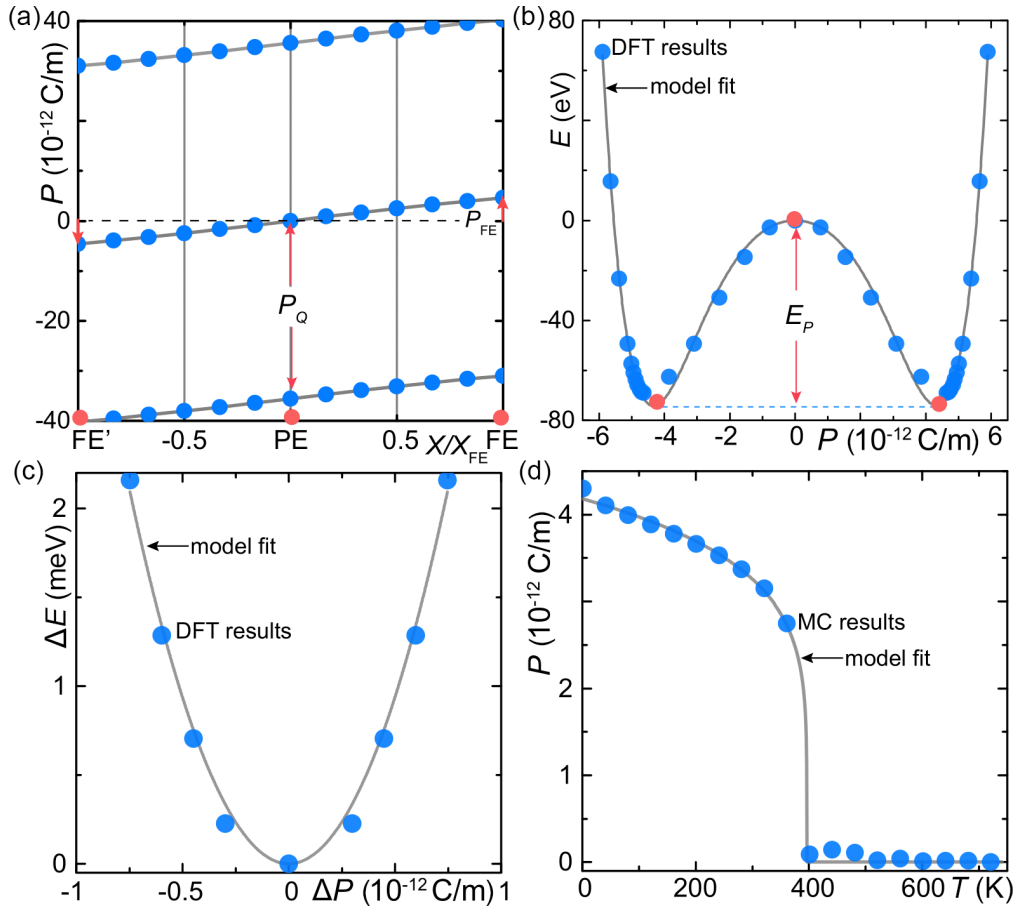 (a)
40
20
0
-20
-40
P (10⁻¹² C/m)
P_FE
P_Q
FE’ -0.5 PE 0.5 X/X_FE FE
(b)
80
40
0
-40
-80
E (eV)
DFT results
model fit
E_P
-6 -4 -2 0 2 P (10⁻¹² C/m) 6
(c)
2
1
0
ΔE (meV)
model fit
DFT results
-1 -0.5 0 ΔP (10⁻¹² C/m) 1
(d)
4
2
1
0
P (10⁻¹² C/m)
MC results
model fit
0 200 400 600 T (K)